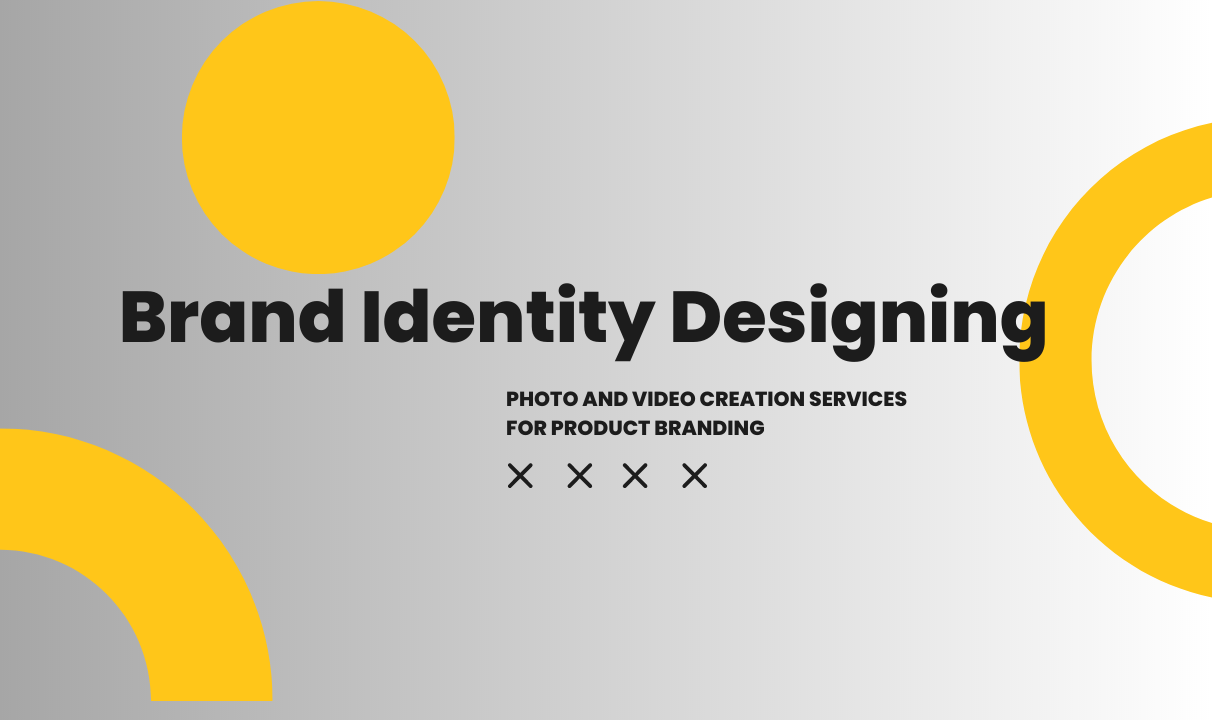 Brand Identity Designing
PHOTO AND VIDEO CREATION SERVICES
FOR PRODUCT BRANDING